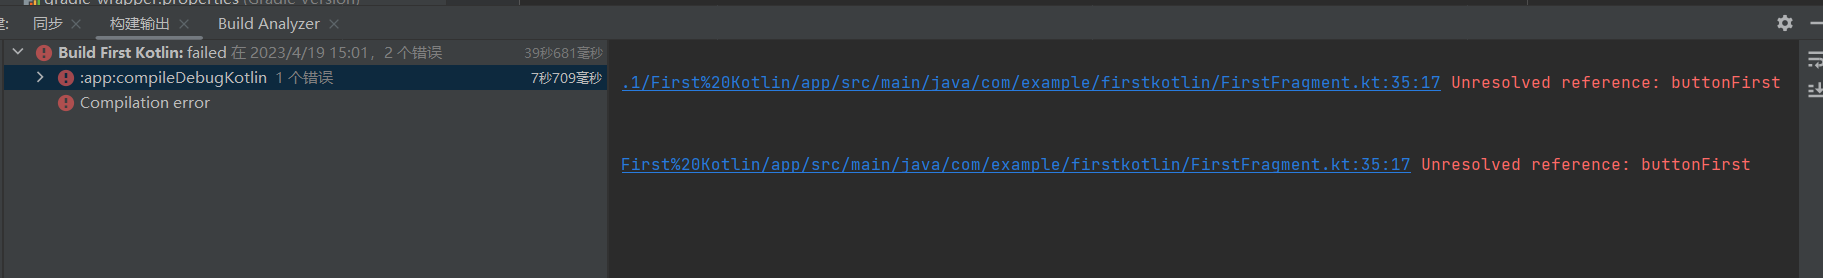 gradle-wrapper.properties (Gradle Version)
建: 同步 构建输出 Build Analyzer
Build First Kotlin: failed 在 2023/4/19 15:01，2 个错误 39秒681毫秒
:app:compileDebugKotlin 1 个错误 7秒709毫秒
Compilation error
.1/First%20Kotlin/app/src/main/java/com/example/firstkotlin/FirstFragment.kt:35:17 Unresolved reference: buttonFirst
First%20Kotlin/app/src/main/java/com/example/firstkotlin/FirstFragment.kt:35:17 Unresolved reference: buttonFirst